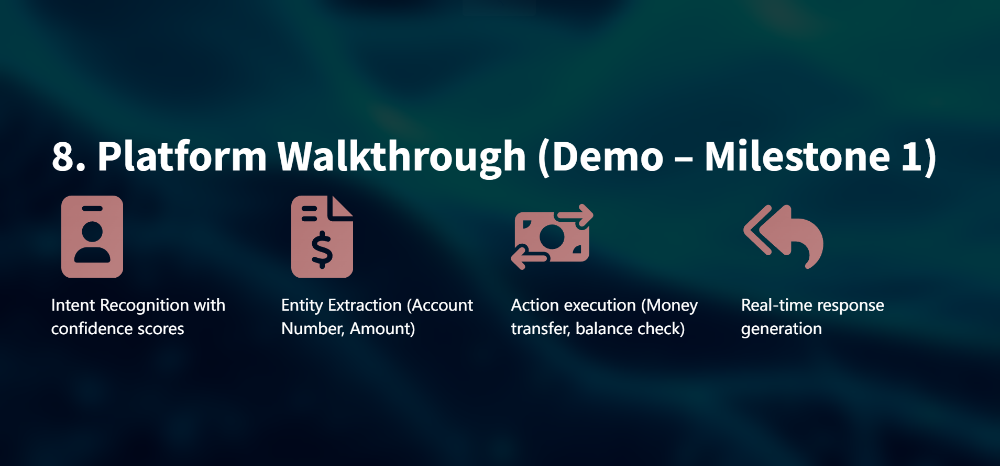 8. Platform Walkthrough (Demo – Milestone 1)
Intent Recognition with
confidence scores
Entity Extraction (Account
Number, Amount)
Action execution (Money
transfer, balance check)
Real-time response
generation